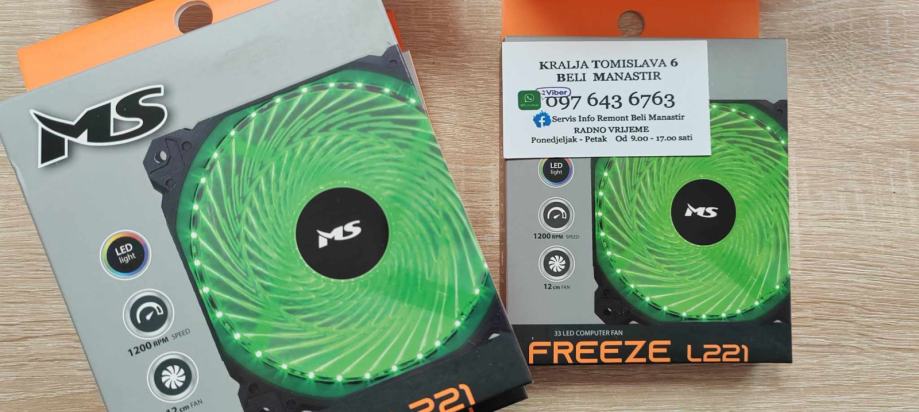 MS
MS
LED
light
1200 RPM SPEED
12 cm FAN
221
KRALJA TOMISLAVA 6
BELI MANASTIR
Viber
097 643 6763
Servis Info Remont Beli Manastir
RADNO VRIJEME
Ponedjeljak - Petak Od 9.00 - 17.00 sati
LED
light
1200 RPM SPEED
12 cm FAN
MS
33 LED COMPUTER FAN
FREEZE L221